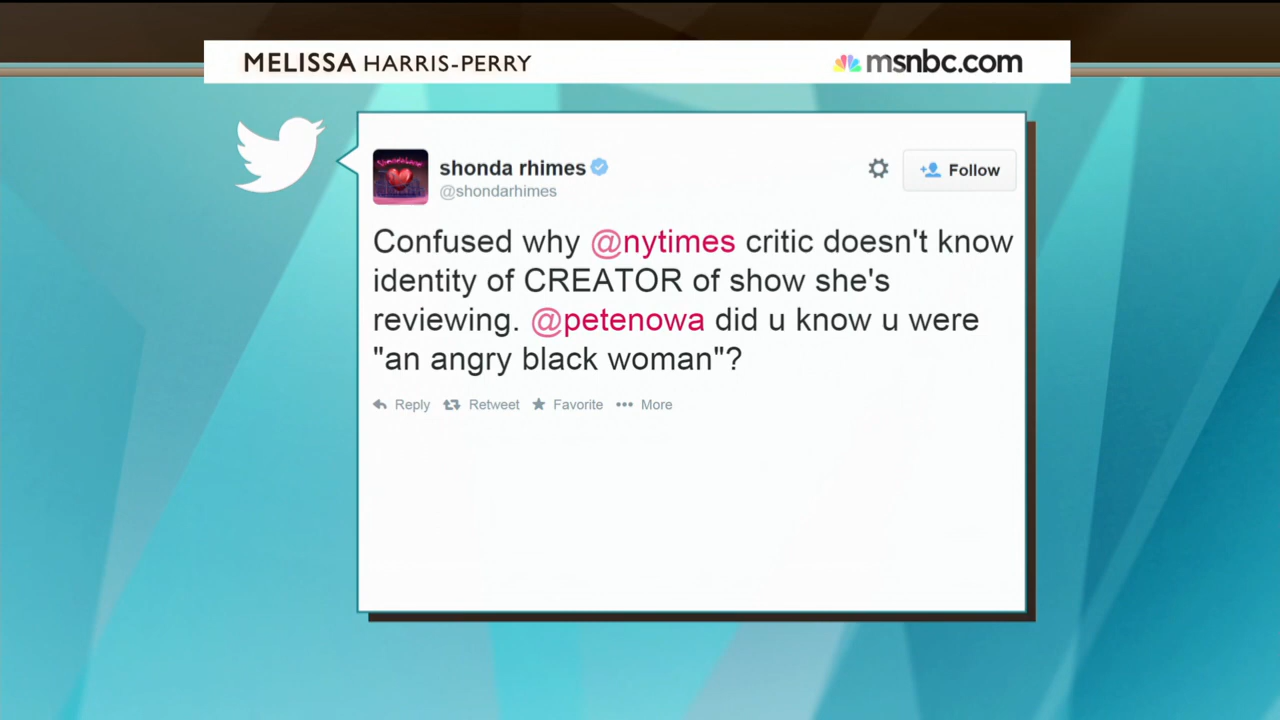 MELISSA HARRIS-PERRY
msnbc.com
shonda rhimes
@shondarhimes
Follow
Confused why @nytimes critic doesn't know
identity of CREATOR of show she's
reviewing. @petenowa did u know u were
"an angry black woman"?
Reply Retweet Favorite More